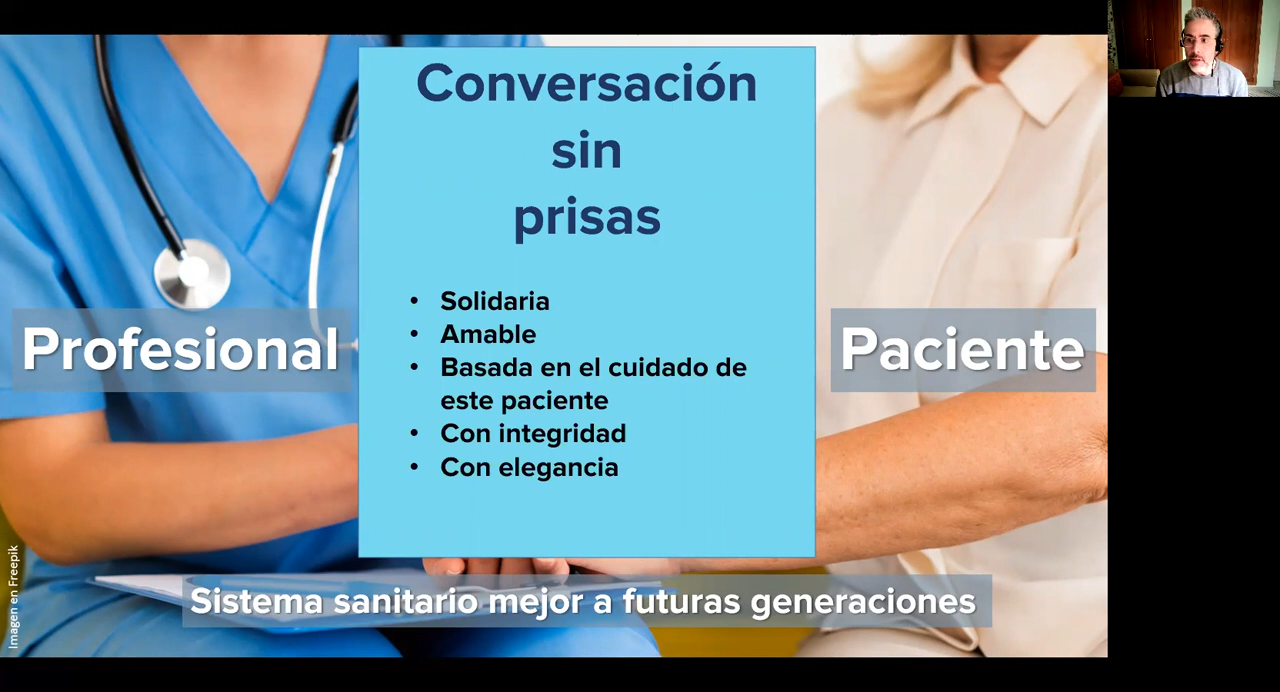 Conversación
sin
prisas
• Solidaria
• Amable
• Basada en el cuidado de
este paciente
• Con integridad
• Con elegancia
Profesional
Paciente
Sistema sanitario mejor a futuras generaciones
Imagen en Freepik